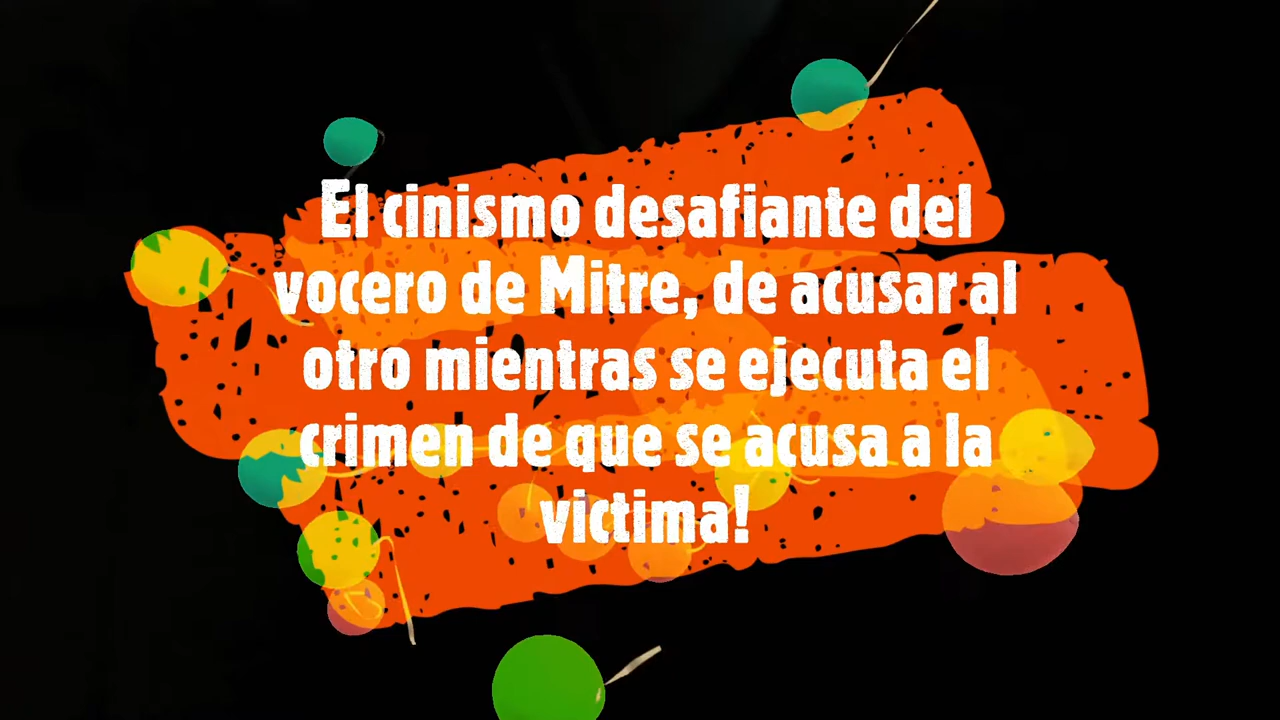 El cinismo desafiante del
vocero de Mitre, de acusar al
otro mientras se ejecuta el
crimen de que se acusa a la
victima!